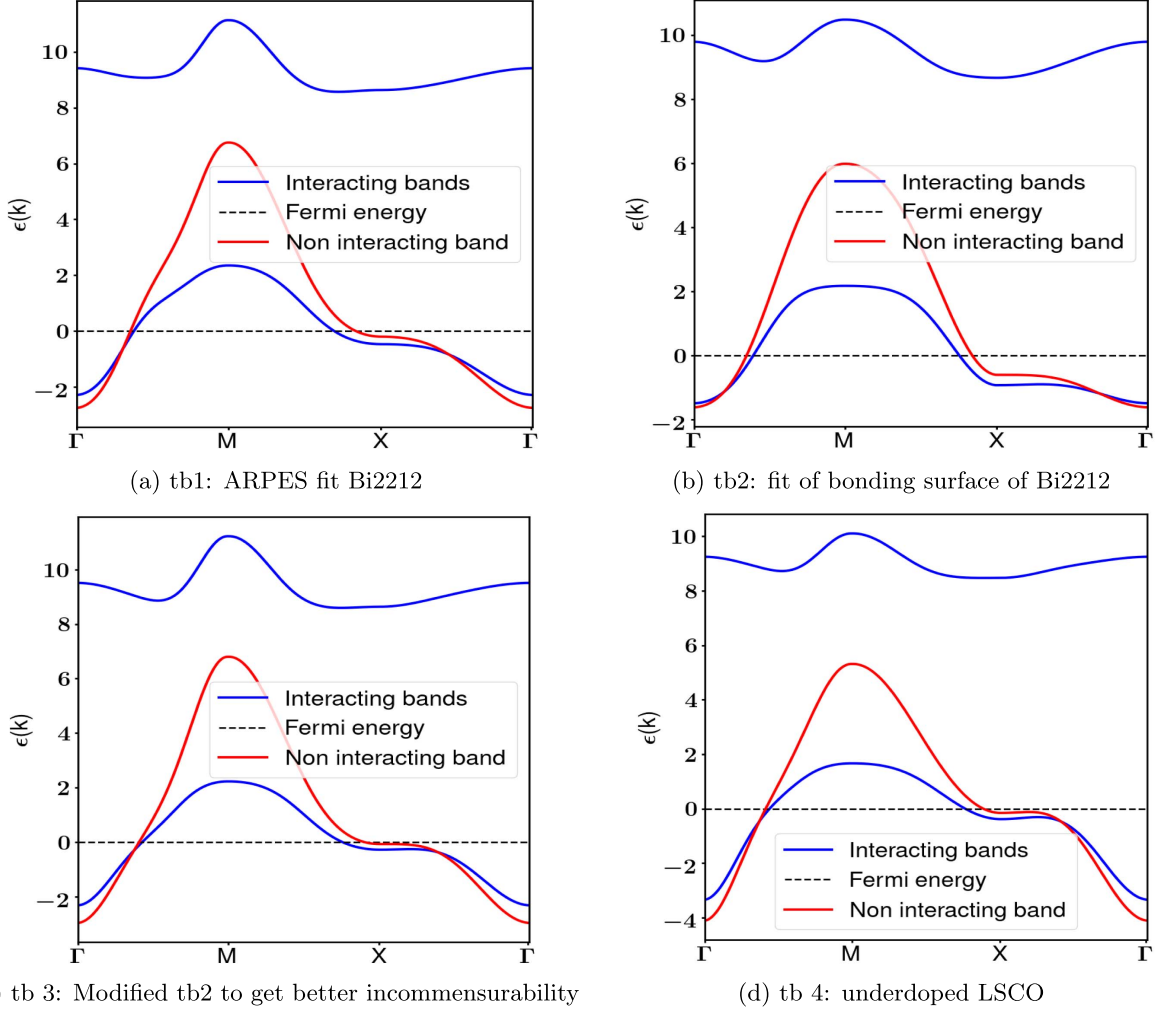 10
8
6
4
2
0
−2
ϵ(k)
Interacting bands
Fermi energy
Non interacting band
Γ M X Γ
(a) tb1: ARPES fit Bi2212
10
8
6
4
2
0
−2
ϵ(k)
Interacting bands
Fermi energy
Non interacting band
Γ M X Γ
(b) tb2: fit of bonding surface of Bi2212
10
8
6
4
2
0
−2
ϵ(k)
Interacting bands
Fermi energy
Non interacting band
Γ M X Γ
tb 3: Modified tb2 to get better incommensurability
10
8
6
4
2
0
−2
−4
ϵ(k)
Interacting bands
Fermi energy
Non interacting band
Γ M X Γ
(d) tb 4: underdoped LSCO